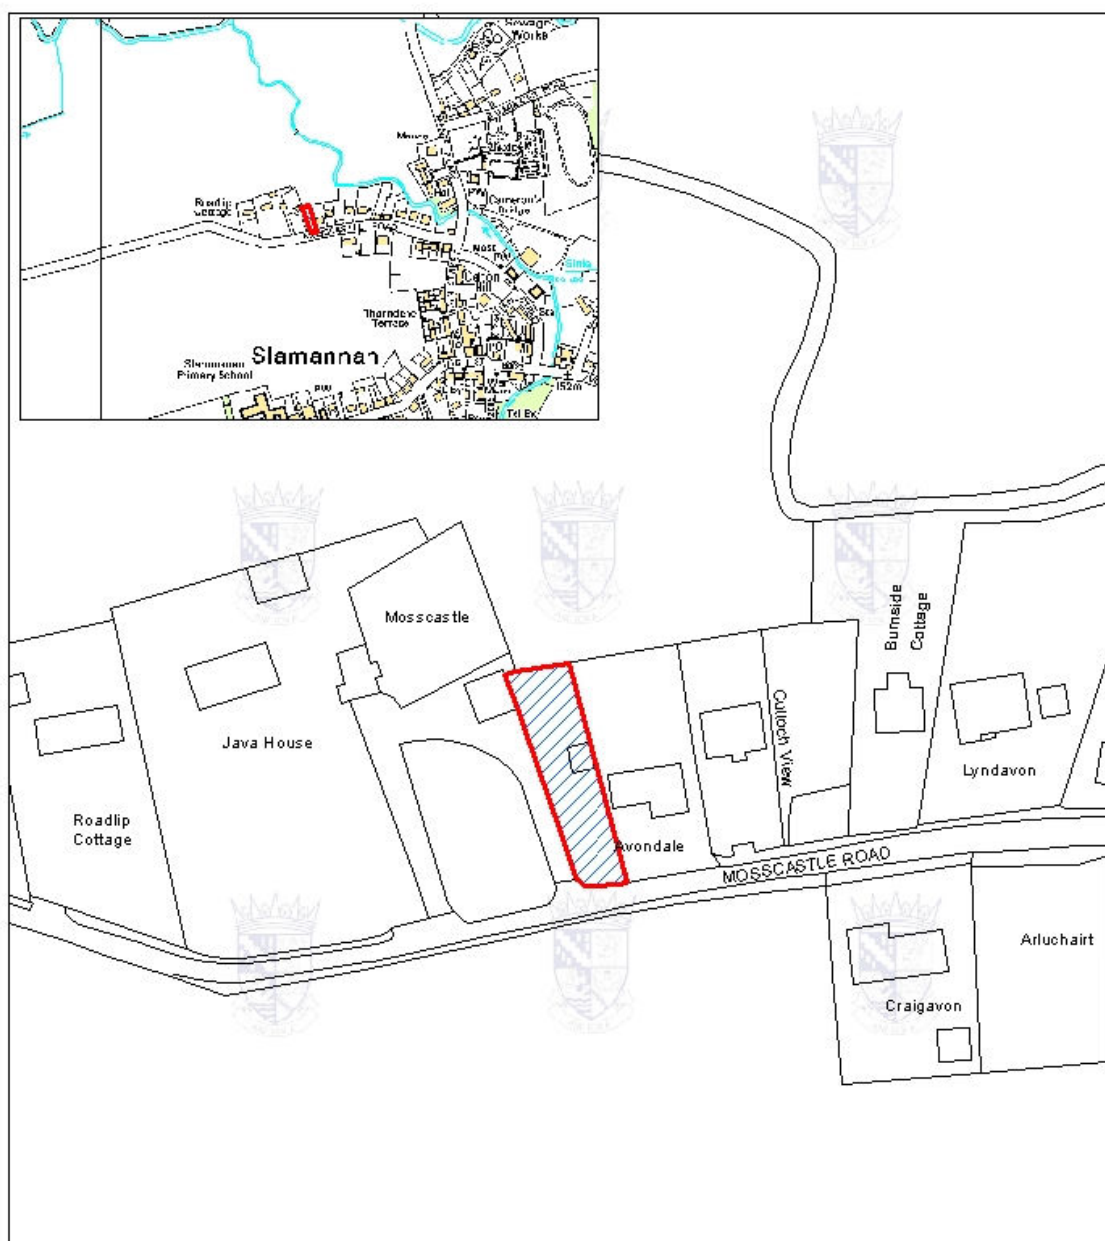 Sewage
Works
Manse
Hall
PW
Cameron's
Bridge
Roadlip
Cottage
Thorndene
Terrace
Slamannan
Slamannan
Primary School
PW
152m
Tel Ex
Mosscastle
Java House
Roadlip
Cottage
Avondale
Culloch View
Burnside
Cottage
Lyndavon
MOSSCASTLE ROAD
Arluchairt
Craigavon